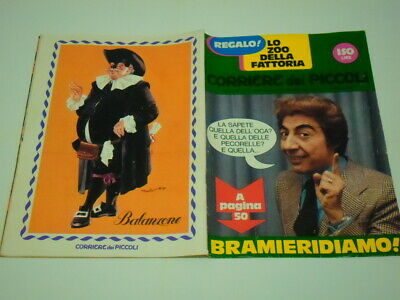 Balanzone
CORRIERE dei PICCOLI
REGALO!
LO
ZOO
DELLA
FATTORIA
150
LIRE
CORRIERE dei PICCOLI
LA SAPETE
QUELLA DELL'OGA?
E QUELLA DELLE
PECORELLE?
E QUELLA...
A
pagina
50
BRAMIERIDIAMO!